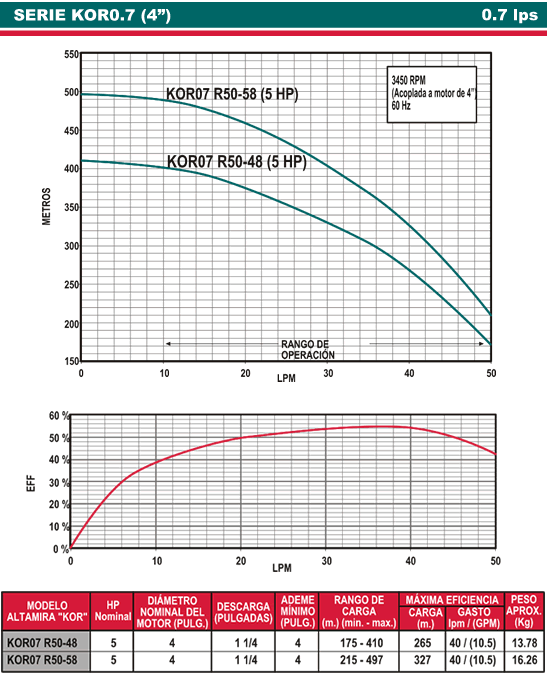 SERIE KOR0.7 (4”) 0.7 lps
550
500
450
400
350
300
250
200
150
METROS
KOR07 R50-58 (5 HP)
KOR07 R50-48 (5 HP)
3450 RPM
(Acoplada a motor de 4”)
60 Hz
RANGO DE
OPERACIÓN
0 10 20 30 40 50
LPM
60 %
50 %
40 %
30 %
20 %
10 %
0 %
EFF
0 10 20 30 40 50
LPM
MODELO ALTAMIRA "KOR" HP Nominal DIÁMETRO NOMINAL DEL MOTOR (PULG.) DESCARGA (PULGADAS) ADEME MÍNIMO (PULG.) RANGO DE CARGA (m.) (min. - max.) MÁXIMA EFICIENCIA CARGA (m.) GASTO lpm / (GPM) PESO APROX. (Kg)
KOR07 R50-48 5 4 1 1/4 4 175 - 410 265 40 / (10.5) 13.78
KOR07 R50-58 5 4 1 1/4 4 215 - 497 327 40 / (10.5) 16.26